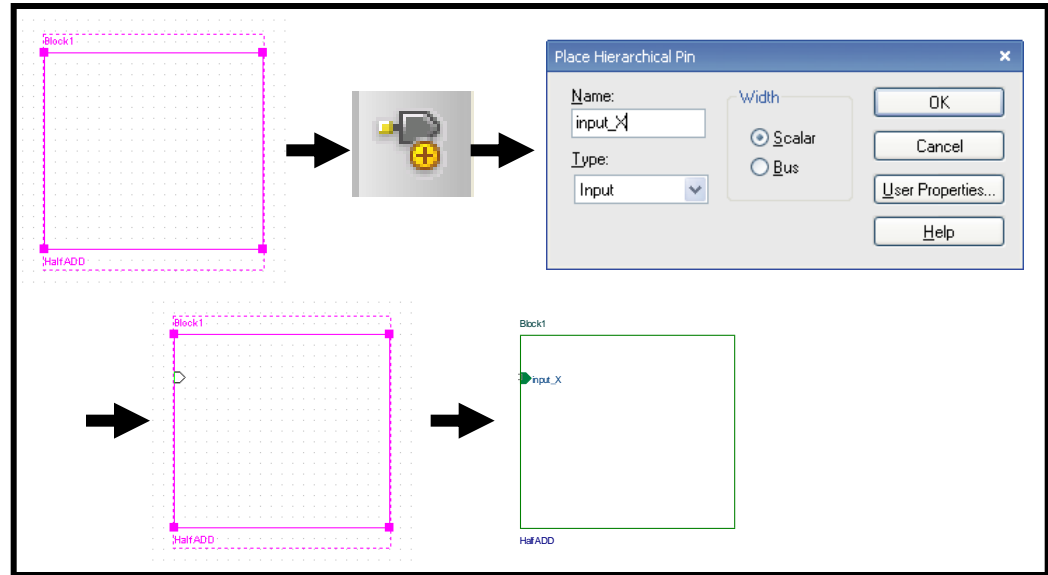 Block1
HalfADD
Place Hierarchical Pin
Name:
input_X
Type:
Input
Width
Scalar
Bus
OK
Cancel
User Properties...
Help
Block1
HalfADD
Block1
input_X
HalfADD